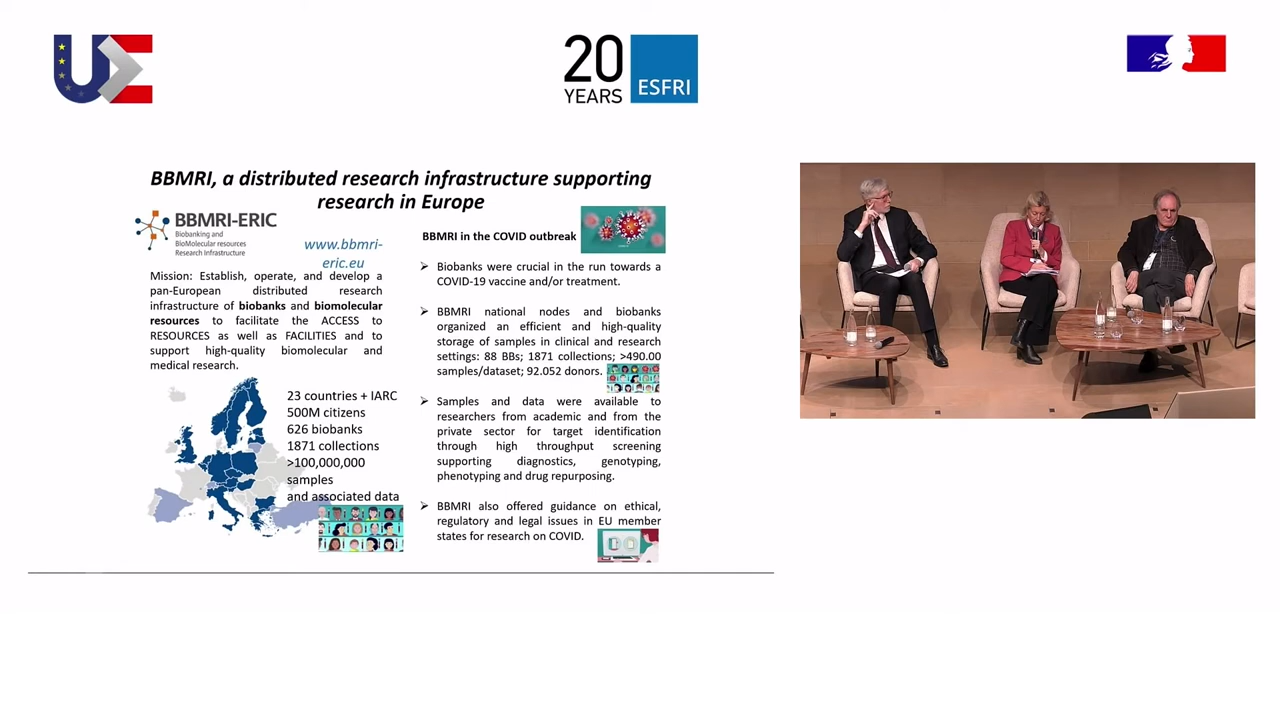 UE
20
YEARS
ESFRI
BBMRI, a distributed research infrastructure supporting
research in Europe
BBMRI-ERIC
Biobanking and
BioMolecular resources
Research Infrastructure
www.bbmri-
eric.eu
Mission: Establish, operate, and develop a
pan-European distributed research
infrastructure of biobanks and biomolecular
resources to facilitate the ACCESS to
RESOURCES as well as FACILITIES and to
support high-quality biomolecular and
medical research.
23 countries + IARC
500M citizens
626 biobanks
1871 collections
>100,000,000
samples
and associated data
BBMRI in the COVID outbreak
Biobanks were crucial in the run towards a
COVID-19 vaccine and/or treatment.
BBMRI national nodes and biobanks
organized an efficient and high-quality
storage of samples in clinical and research
settings: 88 BBs; 1871 collections; >490.00
samples/dataset; 92.052 donors.
Samples and data were available to
researchers from academic and from the
private sector for target identification
through high throughput screening
supporting diagnostics, genotyping,
phenotyping and drug repurposing.
BBMRI also offered guidance on ethical,
regulatory and legal issues in EU member
states for research on COVID.